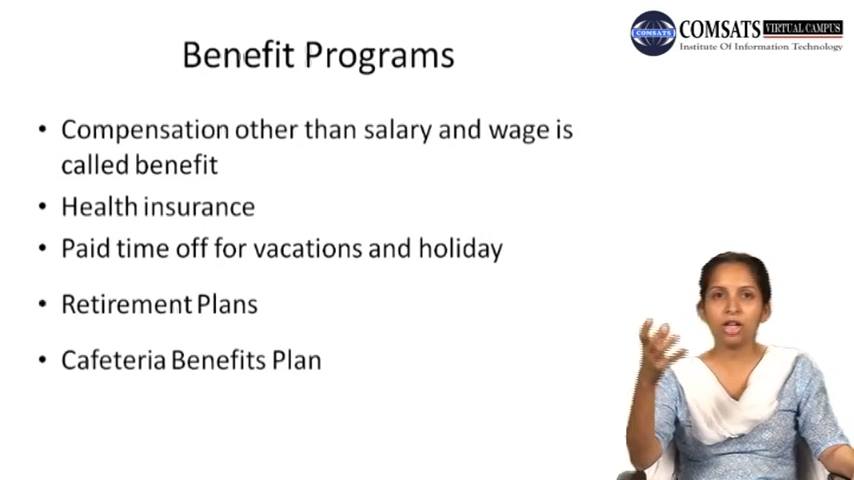 COMSATS VIRTUAL CAMPUS
COMSATS
Institute Of Information Technology
Benefit Programs
• Compensation other than salary and wage is
called benefit
• Health insurance
• Paid time off for vacations and holiday
• Retirement Plans
• Cafeteria Benefits Plan